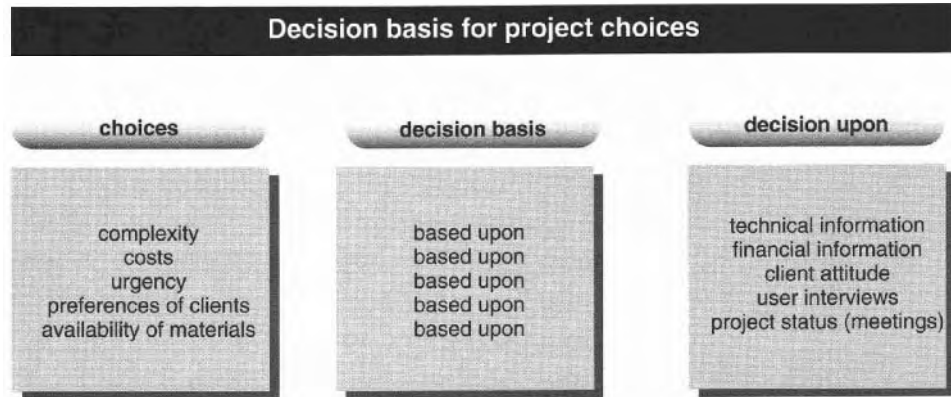 Decision basis for project choices
choices
decision basis
decision upon
complexity
costs
urgency
preferences of clients
availability of materials
based upon
based upon
based upon
based upon
based upon
technical information
financial information
client attitude
user interviews
project status (meetings)